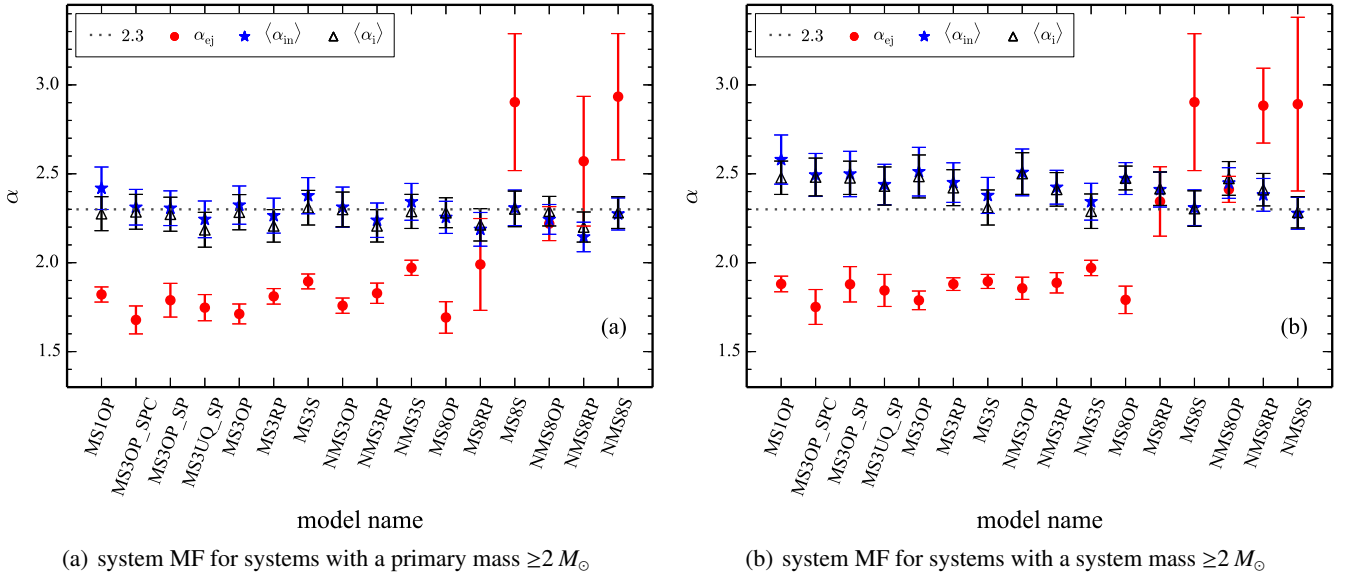 2.3 α_ej ⟨α_in⟩ ⟨α_i⟩
3.0
2.5
2.0
1.5
α
(a)
MS1OP MS3OP_SPC MS3OP_SP MS3UQ_SP MS3OP MS3RP MS3S NMS3OP NMS3RP NMS3S MS8OP MS8RP MS8S NMS8OP NMS8RP NMS8S
model name
(a) system MF for systems with a primary mass ≥2 M⊙
2.3 α_ej ⟨α_in⟩ ⟨α_i⟩
3.0
2.5
2.0
1.5
α
(b)
MS1OP MS3OP_SPC MS3OP_SP MS3UQ_SP MS3OP MS3RP MS3S NMS3OP NMS3RP NMS3S MS8OP MS8RP MS8S NMS8OP NMS8RP NMS8S
model name
(b) system MF for systems with a system mass ≥2 M⊙